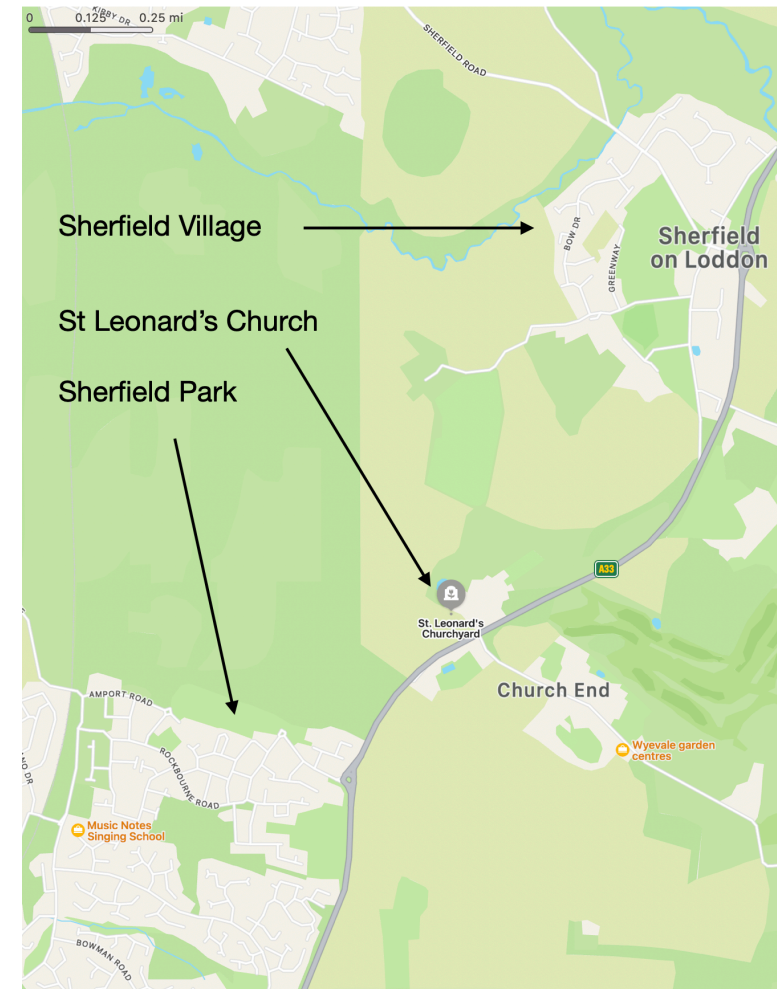 0 0.125 0.25 mi
KIRBY DR
SHERFIELD ROAD
Sherfield Village
BOW DR
GREENWAY
Sherfield
on Loddon
St Leonard's Church
Sherfield Park
A33
St. Leonard's
Churchyard
Church End
AMPORT ROAD
ROCKBOURNE ROAD
Wyevale garden
centres
Music Notes
Singing School
BOWMAN ROAD